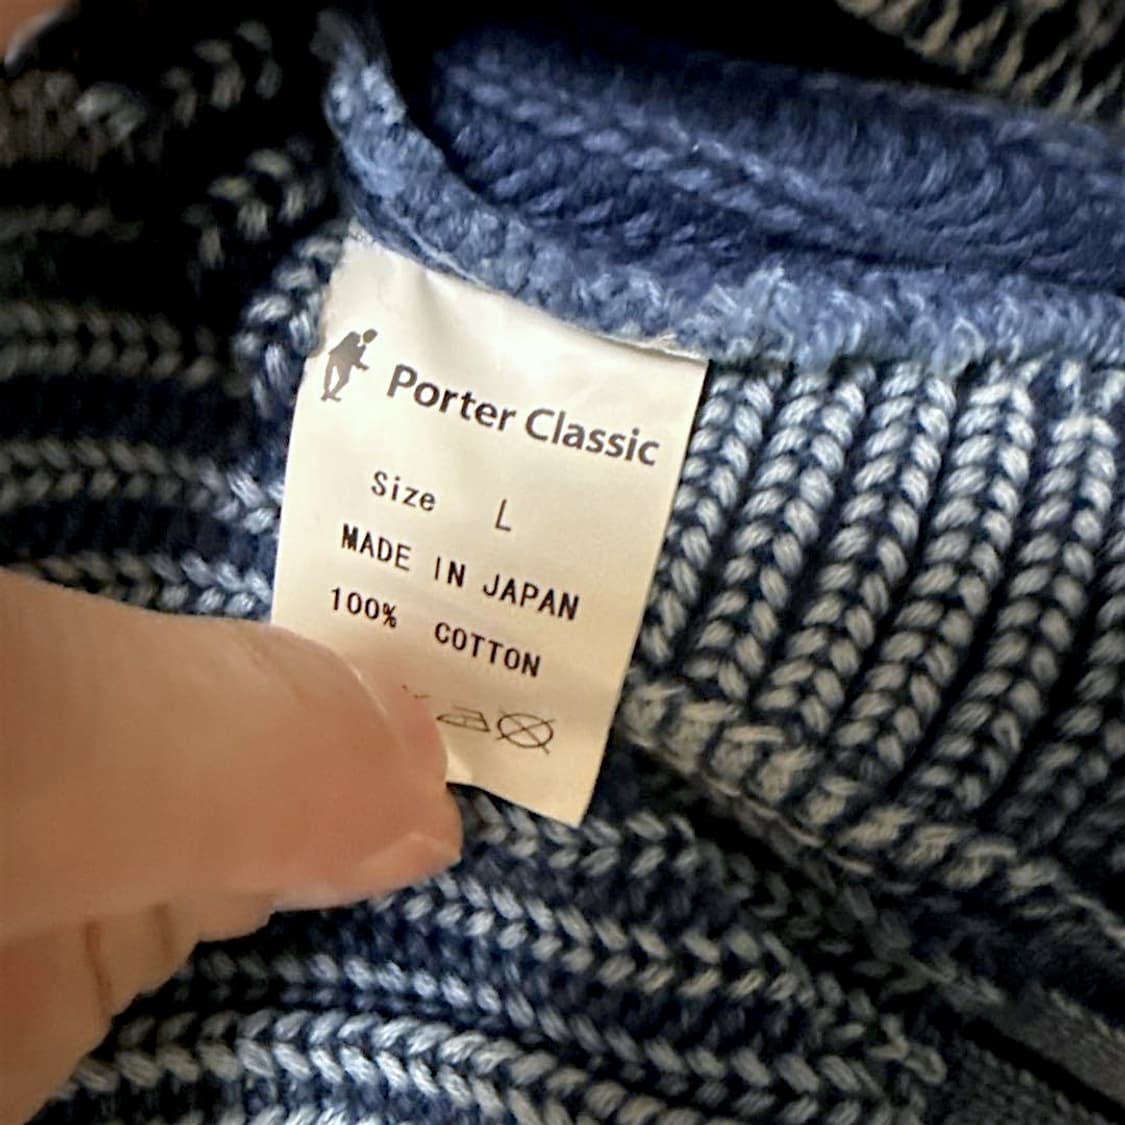 Porter Classic
Size L
MADE IN JAPAN
100% COTTON